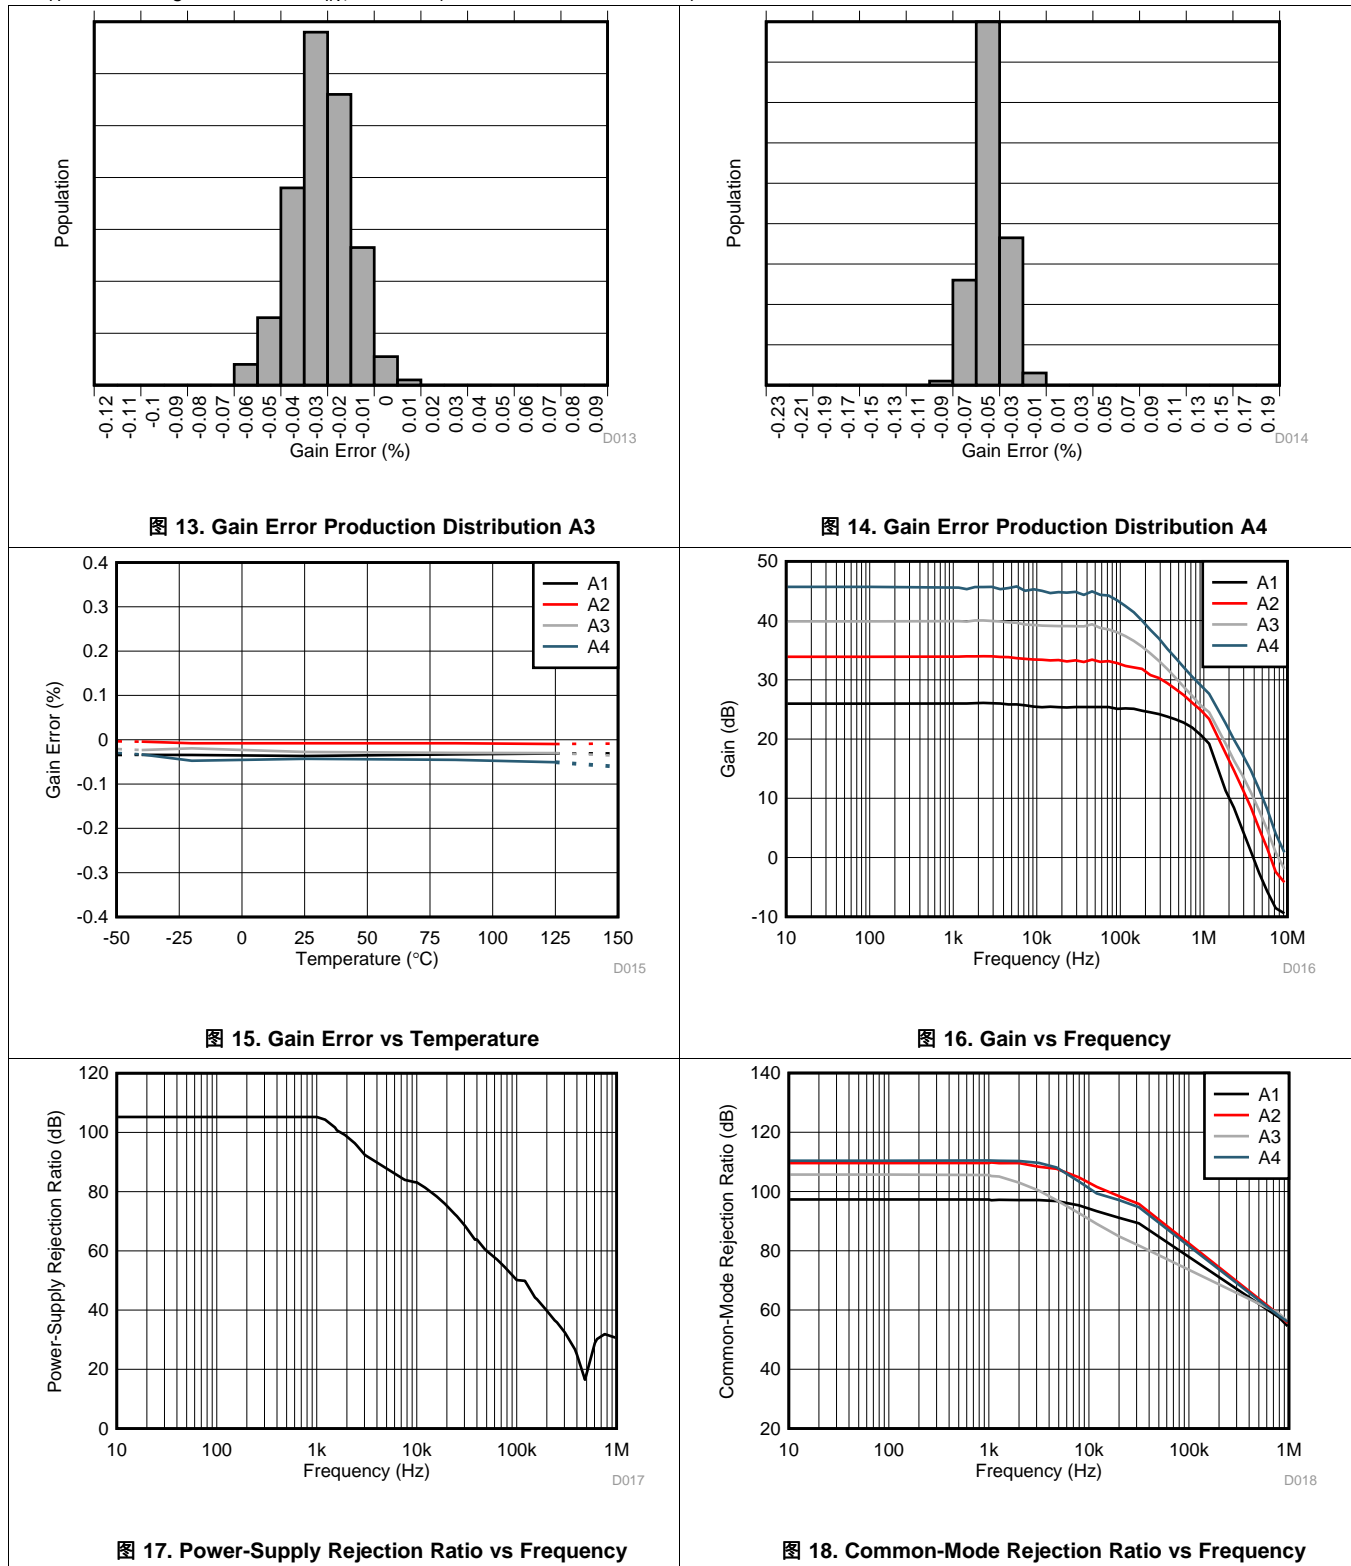 Population
-0.12
-0.11
-0.1
-0.09
-0.08
-0.07
-0.06
-0.05
-0.04
-0.03
-0.02
-0.01
0
0.01
0.02
0.03
0.04
0.05
0.06
0.07
0.08
0.09
Gain Error (%)
D013
图 13. Gain Error Production Distribution A3
Population
-0.23
-0.21
-0.19
-0.17
-0.15
-0.13
-0.11
-0.09
-0.07
-0.05
-0.03
-0.01
0.01
0.03
0.05
0.07
0.09
0.11
0.13
0.15
0.17
0.19
Gain Error (%)
D014
图 14. Gain Error Production Distribution A4
Gain Error (%)
0.4
0.3
0.2
0.1
0
-0.1
-0.2
-0.3
-0.4
A1
A2
A3
A4
-50 -25 0 25 50 75 100 125 150
Temperature (°C)
D015
图 15. Gain Error vs Temperature
Gain (dB)
50
40
30
20
10
0
-10
A1
A2
A3
A4
10 100 1k 10k 100k 1M 10M
Frequency (Hz)
D016
图 16. Gain vs Frequency
Power-Supply Rejection Ratio (dB)
120
100
80
60
40
20
0
10 100 1k 10k 100k 1M
Frequency (Hz)
D017
图 17. Power-Supply Rejection Ratio vs Frequency
Common-Mode Rejection Ratio (dB)
140
120
100
80
60
40
20
A1
A2
A3
A4
10 100 1k 10k 100k 1M
Frequency (Hz)
D018
图 18. Common-Mode Rejection Ratio vs Frequency